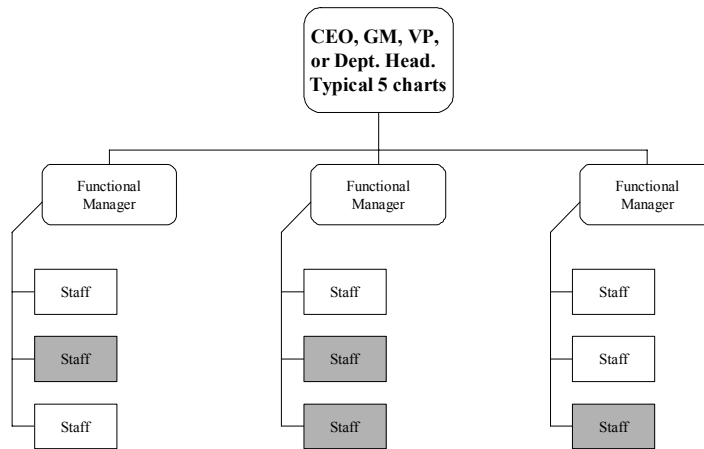 CEO, GM, VP,
or Dept. Head.
Typical 5 charts
Functional
Manager
Functional
Manager
Functional
Manager
Staff
Staff
Staff
Staff
Staff
Staff
Staff
Staff
Staff